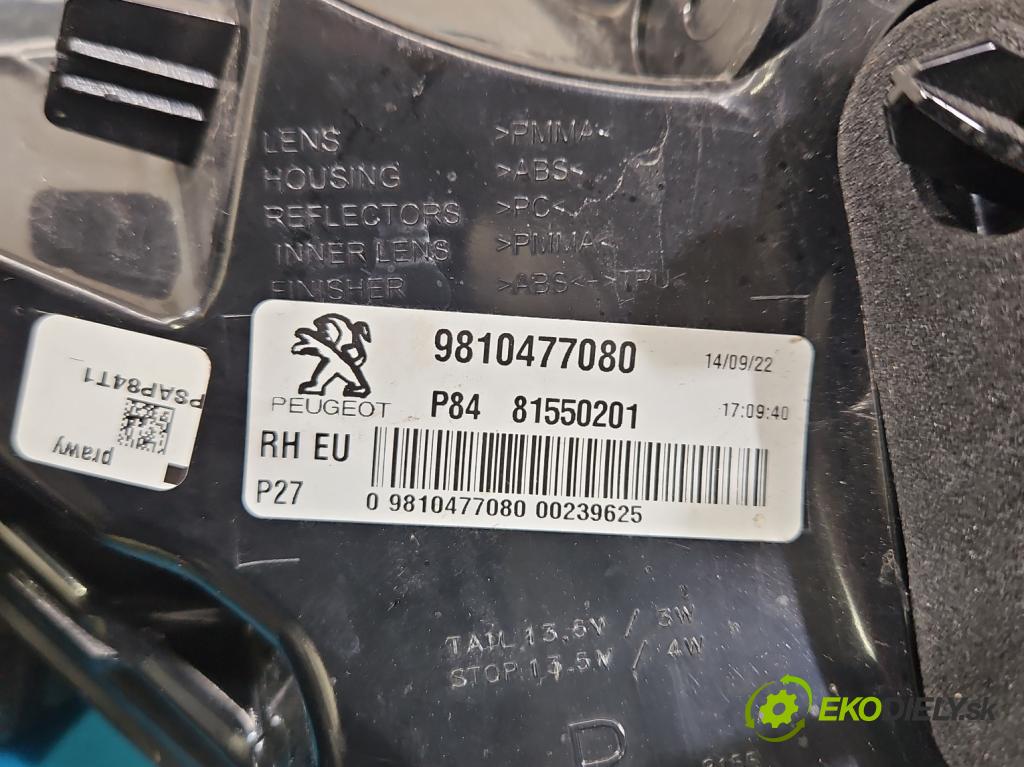 LENS >PMMA<
HOUSING >ABS<
REFLECTORS >PC<
INNER LENS >PMMA<
FINISHER >ABS<+>TPU<
PSAP84T1
prawy
PEUGEOT
9810477080 14/09/22
P84 81550201 17:09:40
RH EU
P27
0 9810477080 00239625
TAIL 13.5V / 3W
STOP 13.5V / 4W
EKODIELY.sk